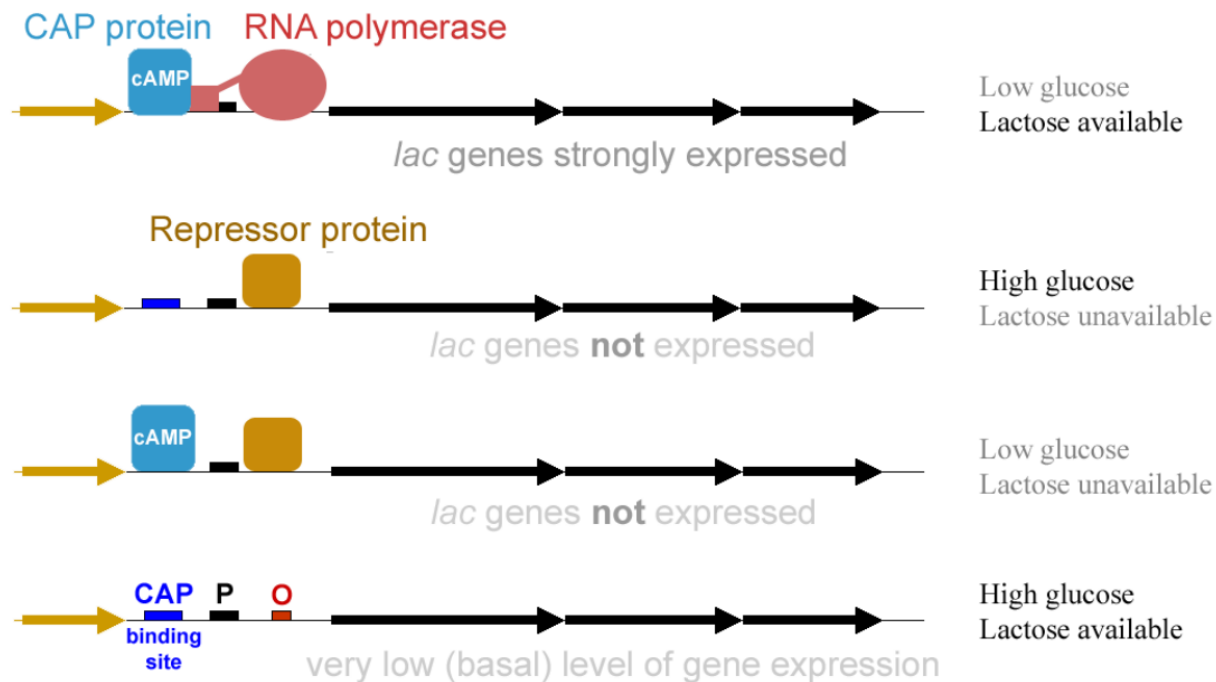 CAP protein RNA polymerase
cAMP
Low glucose
Lactose available
lac genes strongly expressed
Repressor protein
High glucose
Lactose unavailable
lac genes not expressed
cAMP
Low glucose
Lactose unavailable
lac genes not expressed
CAP P O
binding
site
High glucose
Lactose available
very low (basal) level of gene expression